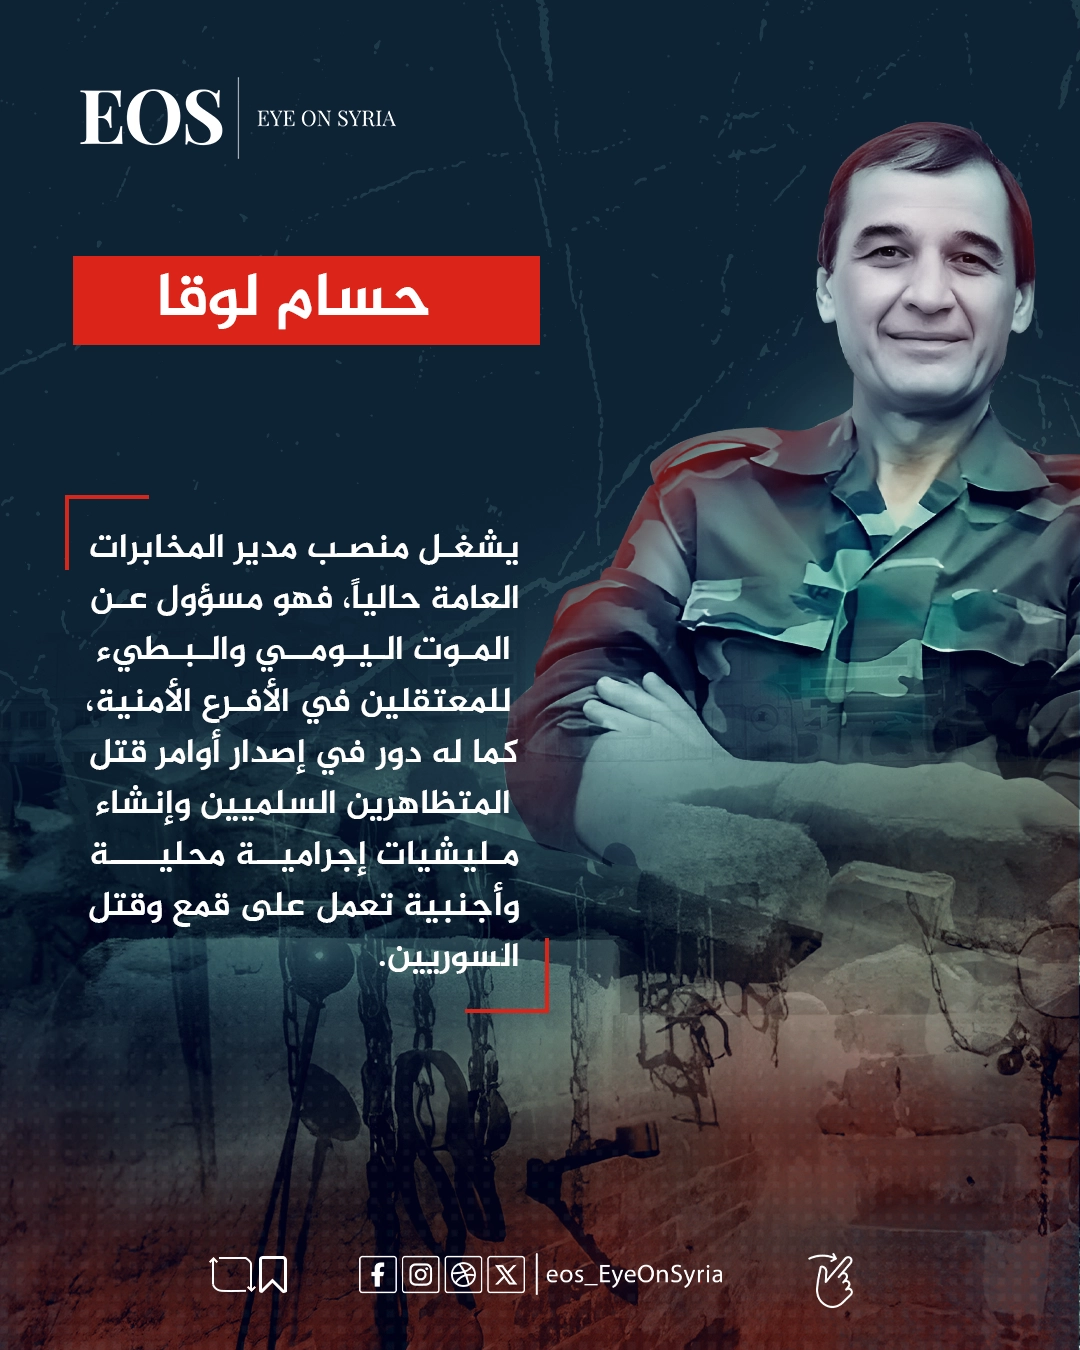 EOS
EYE ON SYRIA
حسام لوقا
يشغل منصب مدير المخابرات
العامة حالياً، فهو مسؤول عن
الموت اليومي والبطيء
للمعتقلين في الأفرع الأمنية،
كما له دور في إصدار أوامر قتل
المتظاهرين السلميين وإنشاء
مليشيات إجرامية محلية
وأجنبية تعمل على قمع وقتل
السوريين.
eos_EyeOnSyria